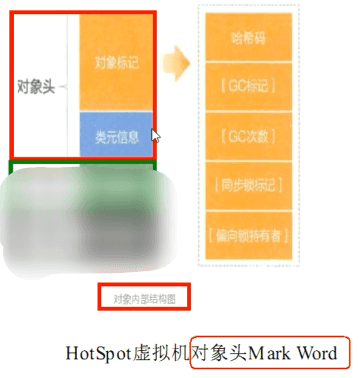 对象头
对象标记
类元信息
哈希码
[GC标记]
[GC次数]
[同步锁标记]
[偏向锁持有者]
对象内部结构图
HotSpot虚拟机对象头Mark Word